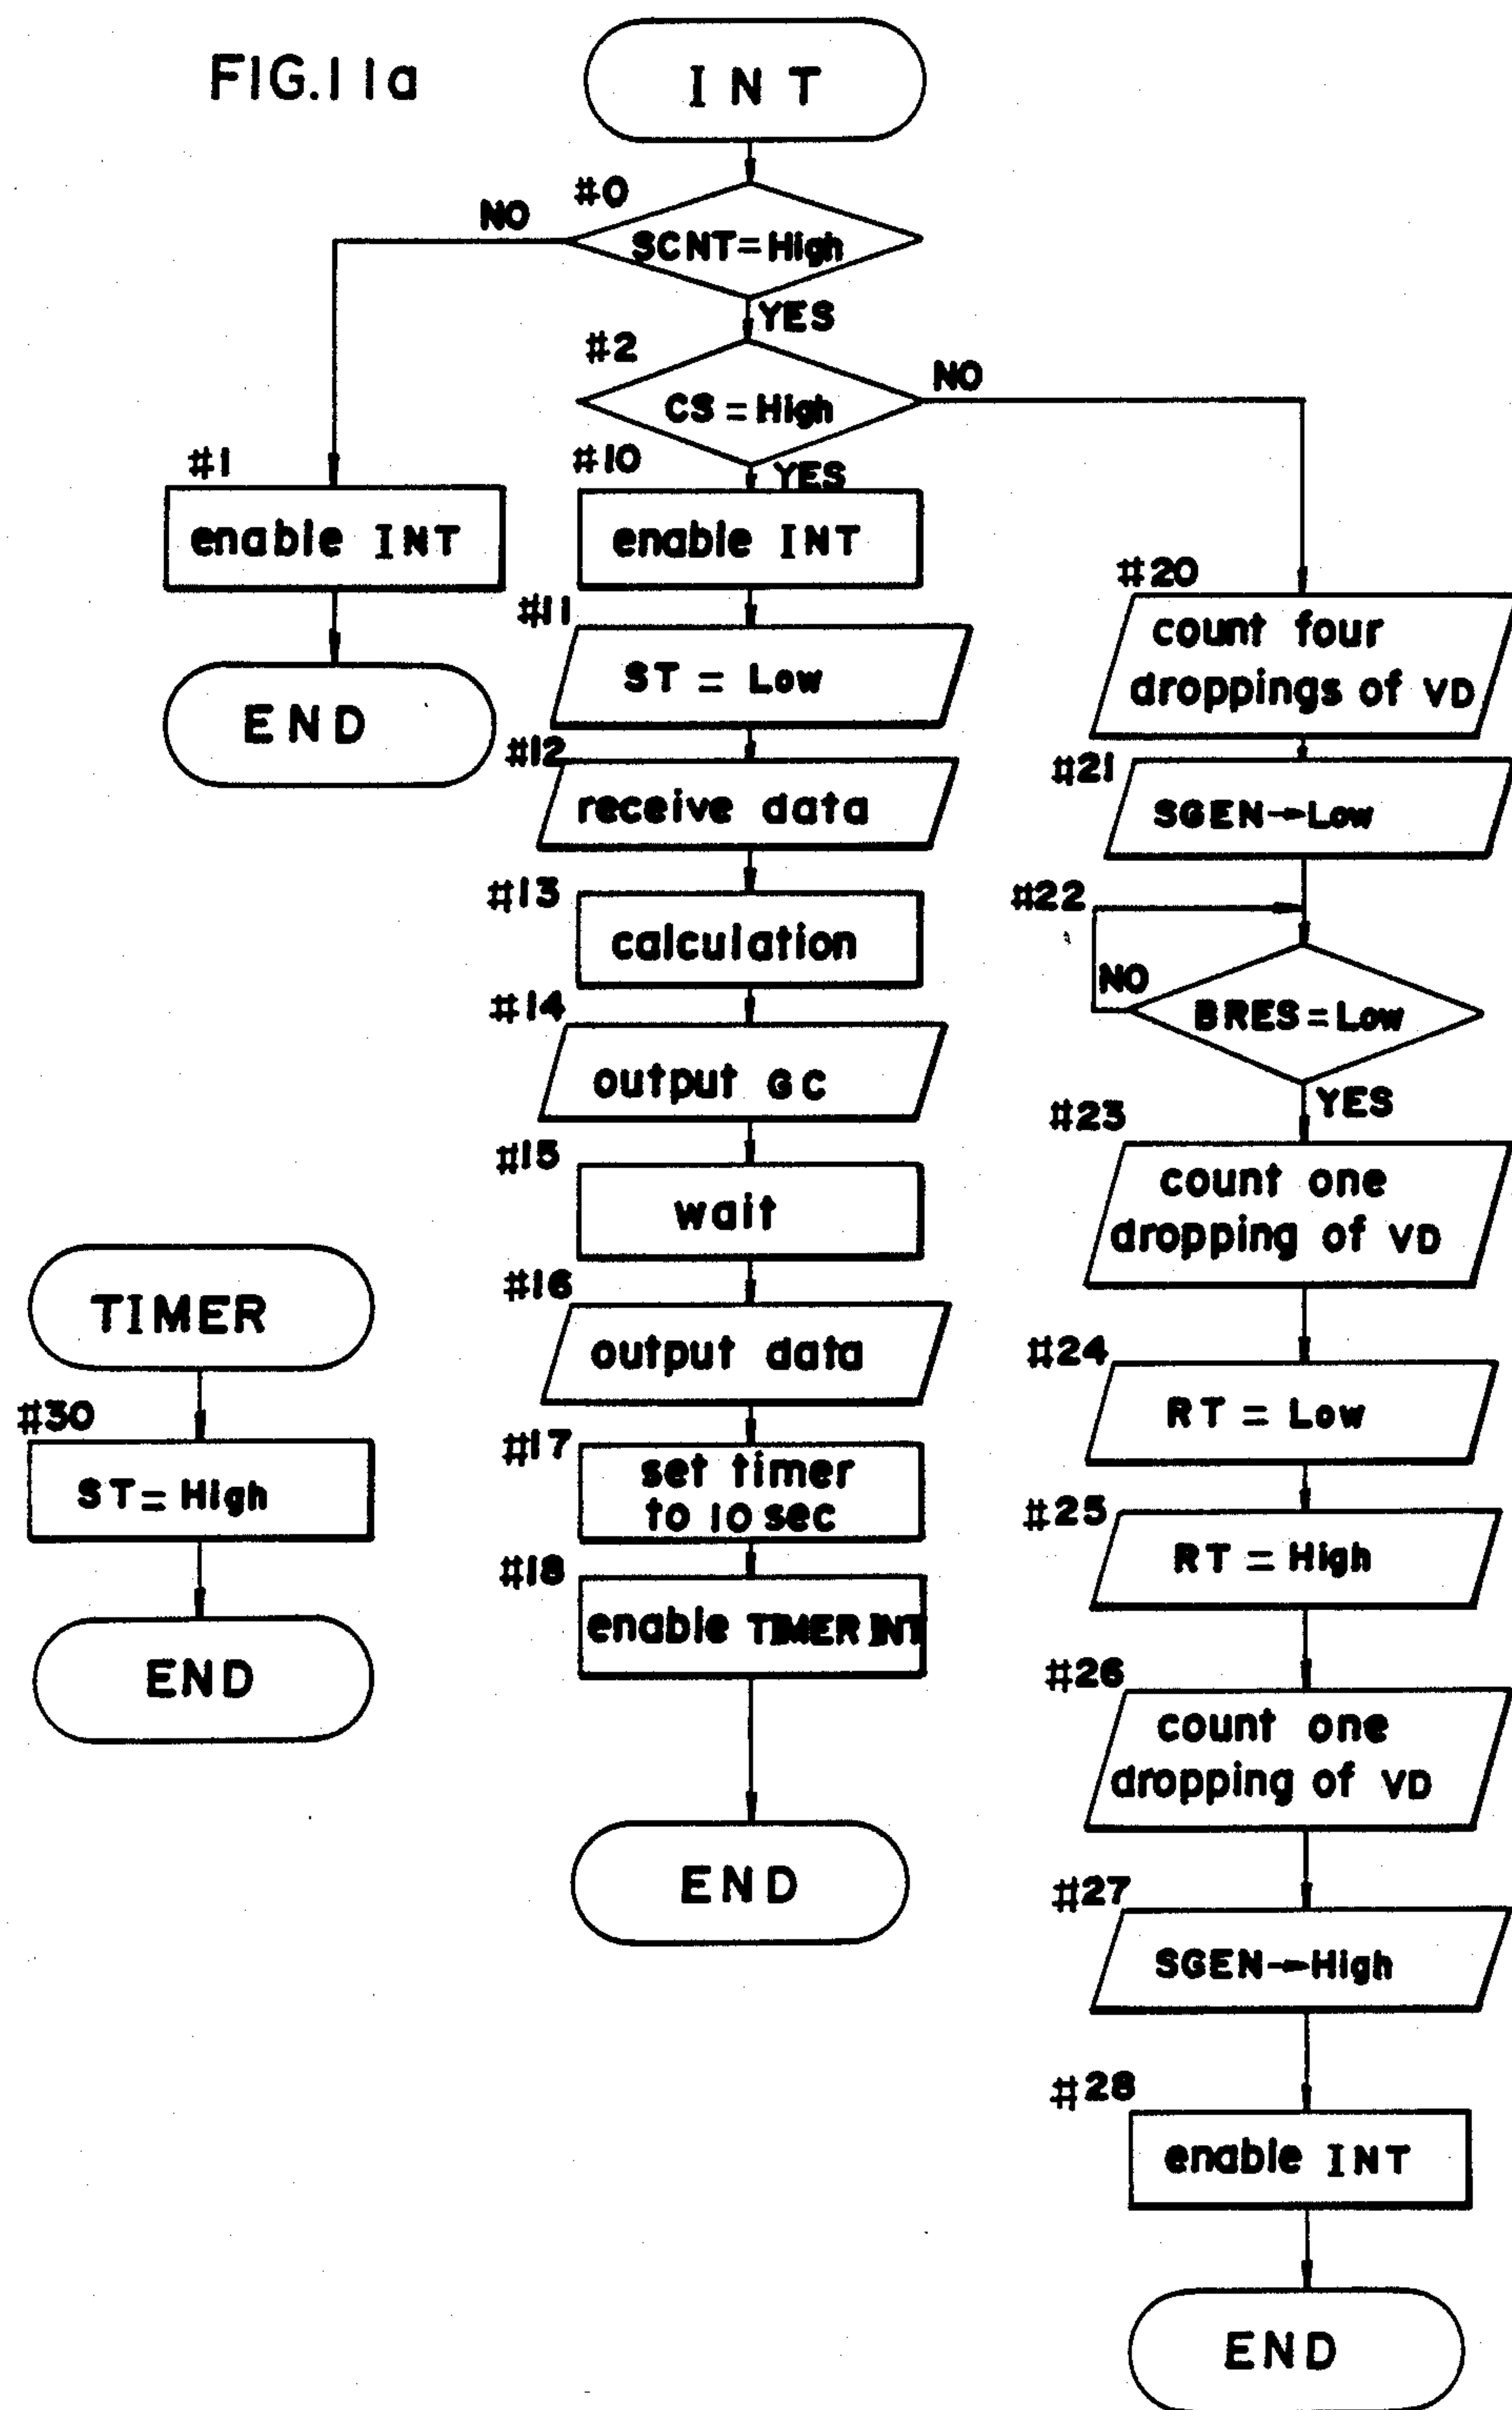 FIG.11a
INT
#0
NO
SCNT=High
YES
#2
CS=High
NO
#1
enable INT
END
#10
YES
enable INT
#11
ST=Low
#12
receive data
#13
calculation
#14
output GC
#15
wait
#16
output data
#17
set timer
to 10 sec
#18
enable TIMER INT
END
#20
count four
droppings of VD
#21
SGEN→Low
#22
NO
BRES=Low
YES
#23
count one
dropping of VD
#24
RT=Low
#25
RT=High
#26
count one
dropping of VD
#27
SGEN→High
#28
enable INT
END
TIMER
#30
ST=High
END